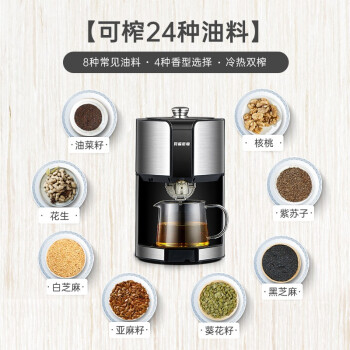 【可榨24种油料】
8种常见油料 · 4种香型选择 · 冷热双榨
· 油菜籽 ·
· 核桃 ·
· 花生 ·
· 紫苏子 ·
· 白芝麻 ·
· 黑芝麻 ·
· 亚麻籽 ·
· 葵花籽 ·